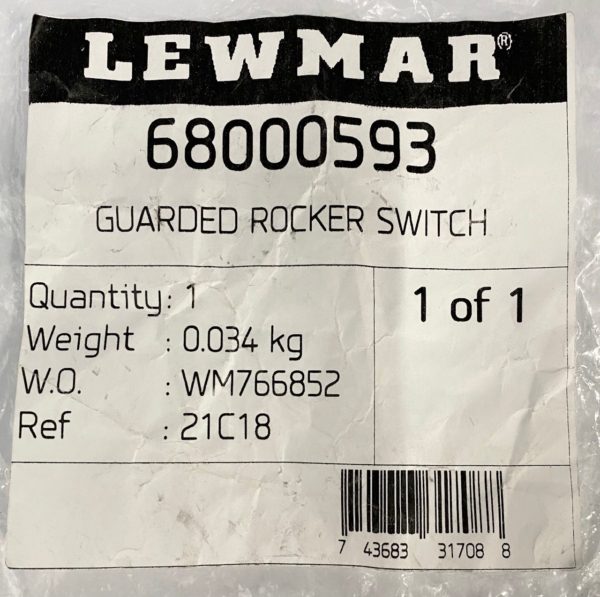 LEWMAR®
68000593
GUARDED ROCKER SWITCH
Quantity: 1
Weight : 0.034 kg
W.O. : WM766852
Ref : 21C18
1 of 1
7 43683 31708 8